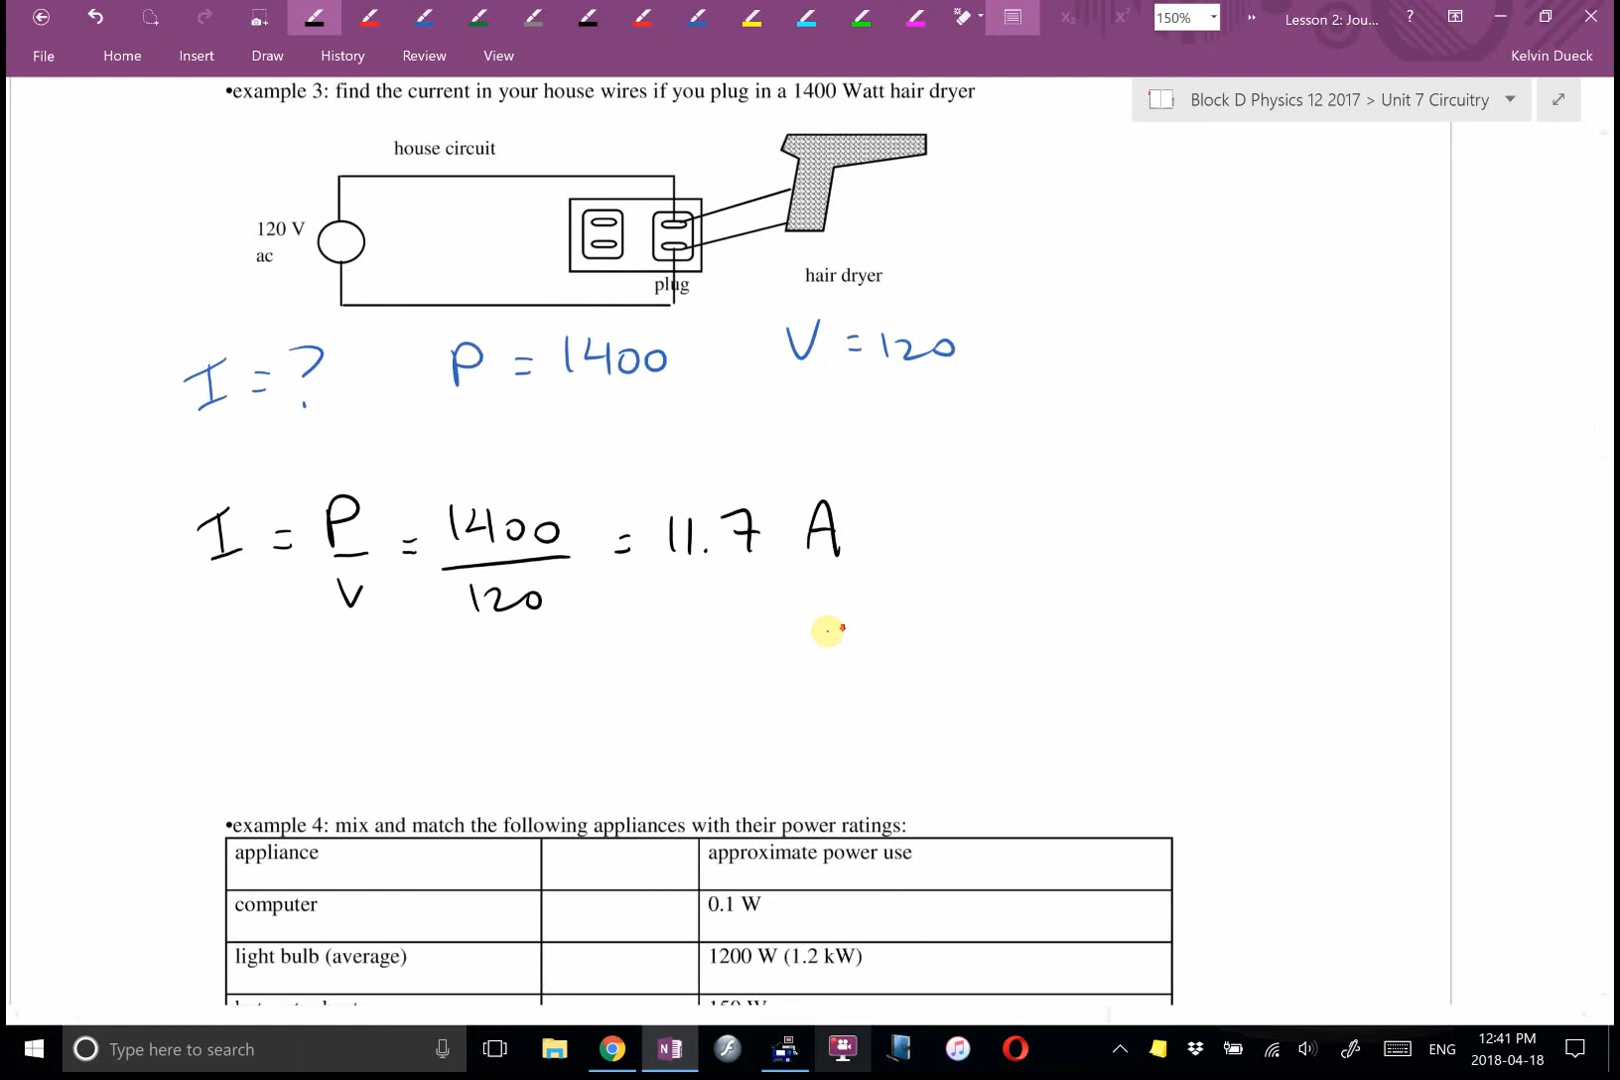 150%
Lesson 2: Jou...
?
File Home Insert Draw History Review View
Kelvin Dueck
•example 3: find the current in your house wires if you plug in a 1400 Watt hair dryer
Block D Physics 12 2017 > Unit 7 Circuitry
house circuit
120 V
ac
plug
hair dryer
I = ? P = 1400 V = 120
I = P/V = 1400/120 = 11.7 A
•example 4: mix and match the following appliances with their power ratings:
appliance approximate power use
computer 0.1 W
light bulb (average) 1200 W (1.2 kW)
150 W
Type here to search
ENG
12:41 PM
2018-04-18